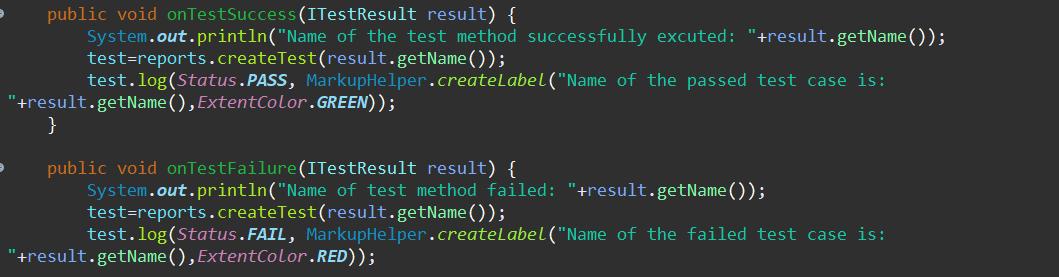 public void onTestSuccess(ITestResult result) {
System.out.println("Name of the test method successfully excuted: "+result.getName());
test=reports.createTest(result.getName());
test.log(Status.PASS, MarkupHelper.createLabel("Name of the passed test case is:
"+result.getName(),ExtentColor.GREEN));
}
public void onTestFailure(ITestResult result) {
System.out.println("Name of test method failed: "+result.getName());
test=reports.createTest(result.getName());
test.log(Status.FAIL, MarkupHelper.createLabel("Name of the failed test case is:
"+result.getName(),ExtentColor.RED));